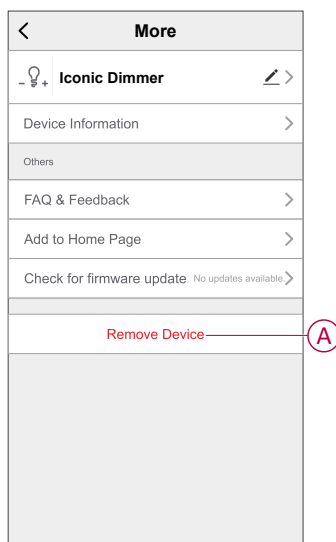 More
Iconic Dimmer
Device Information
Others
FAQ & Feedback
Add to Home Page
Check for firmware update No updates available.
Remove Device A